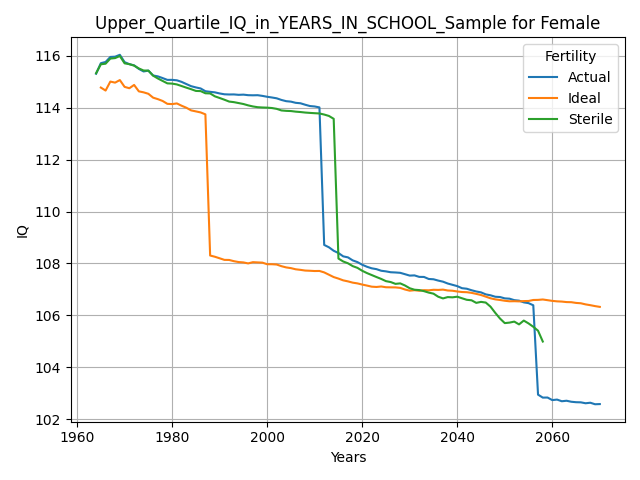 Upper_Quartile_IQ_in_YEARS_IN_SCHOOL_Sample for Female
Fertility
Actual
Ideal
Sterile
IQ
116
114
112
110
108
106
104
102
1960
1980
2000
2020
2040
2060
Years